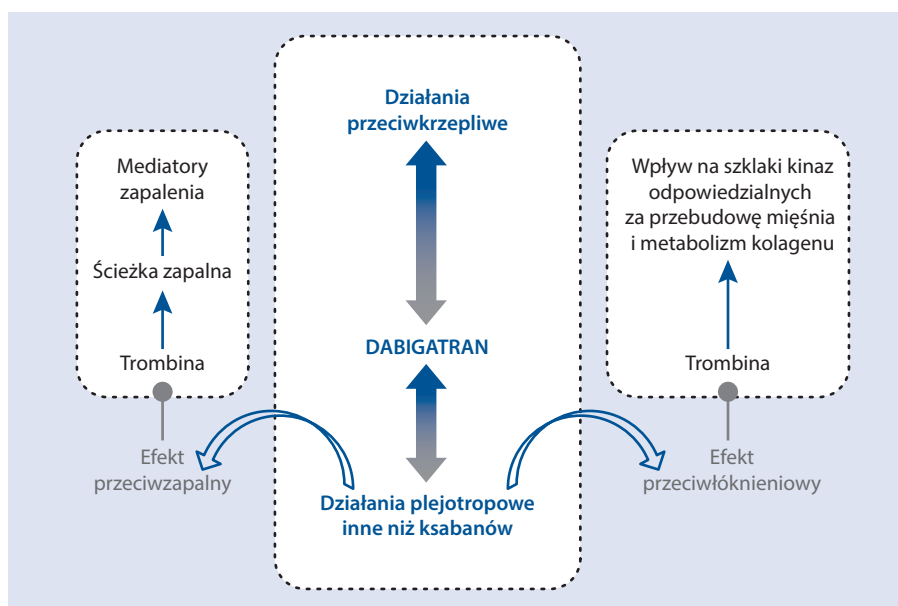 Działania
przeciwkrzepliwe
Mediatory
zapalenia
Ścieżka zapalna
Trombina
Efekt
przeciwzapalny
DABIGATRAN
Działania plejotropowe
inne niż ksabanów
Wpływ na szklaki kinaz
odpowiedzialnych
za przebudowę mięśnia
i metabolizm kolagenu
Trombina
Efekt
przeciwłóknieniowy